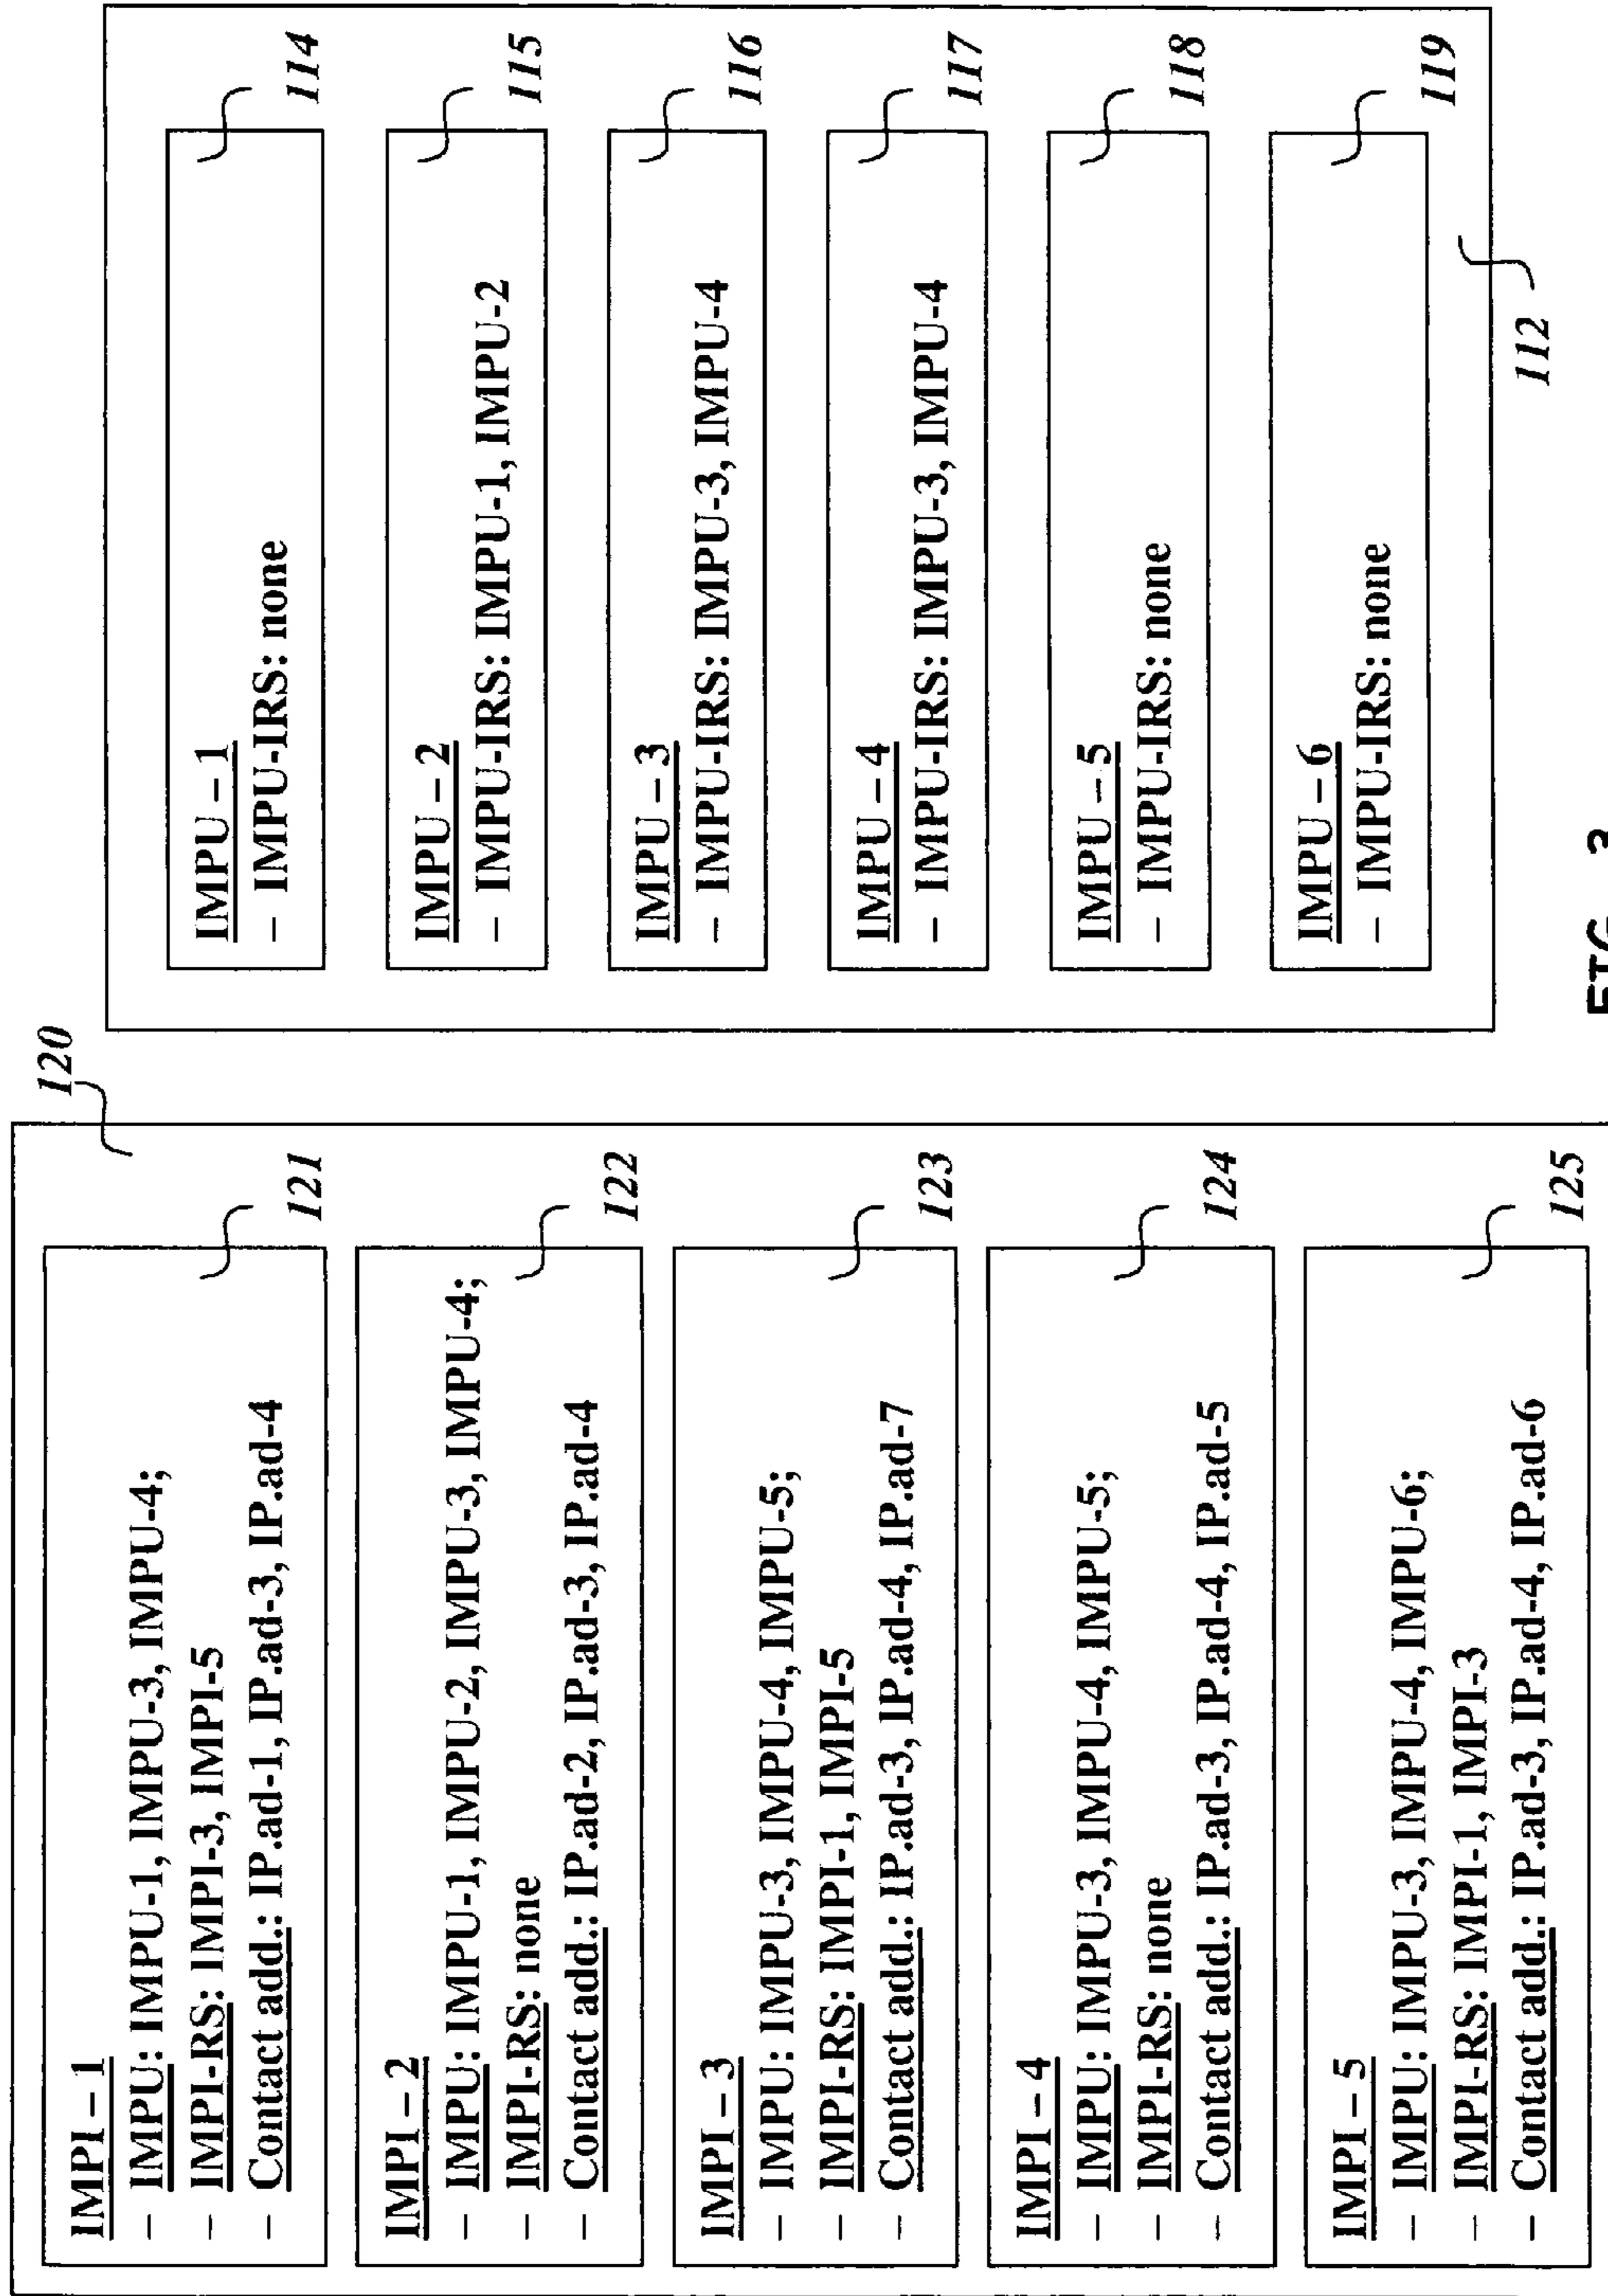 120
IMPI – 1
– IMPU: IMPU-1, IMPU-3, IMPU-4;
– IMPI-RS: IMPI-3, IMPI-5
– Contact add.: IP.ad-1, IP.ad-3, IP.ad-4
121
IMPI – 2
– IMPU: IMPU-1, IMPU-2, IMPU-3, IMPU-4;
– IMPI-RS: none
– Contact add.: IP.ad-2, IP.ad-3, IP.ad-4
122
IMPI – 3
– IMPU: IMPU-3, IMPU-4, IMPU-5;
– IMPI-RS: IMPI-1, IMPI-5
– Contact add.: IP.ad-3, IP.ad-4, IP.ad-7
123
IMPI – 4
– IMPU: IMPU-3, IMPU-4, IMPU-5;
– IMPI-RS: none
– Contact add.: IP.ad-3, IP.ad-4, IP.ad-5
124
IMPI – 5
– IMPU: IMPU-3, IMPU-4, IMPU-6;
– IMPI-RS: IMPI-1, IMPI-3
– Contact add.: IP.ad-3, IP.ad-4, IP.ad-6
125
IMPU – 1
– IMPU-IRS: none
114
IMPU – 2
– IMPU-IRS: IMPU-1, IMPU-2
115
IMPU – 3
– IMPU-IRS: IMPU-3, IMPU-4
116
IMPU – 4
– IMPU-IRS: IMPU-3, IMPU-4
117
IMPU – 5
– IMPU-IRS: none
118
IMPU – 6
– IMPU-IRS: none
119
112
FIG. 3